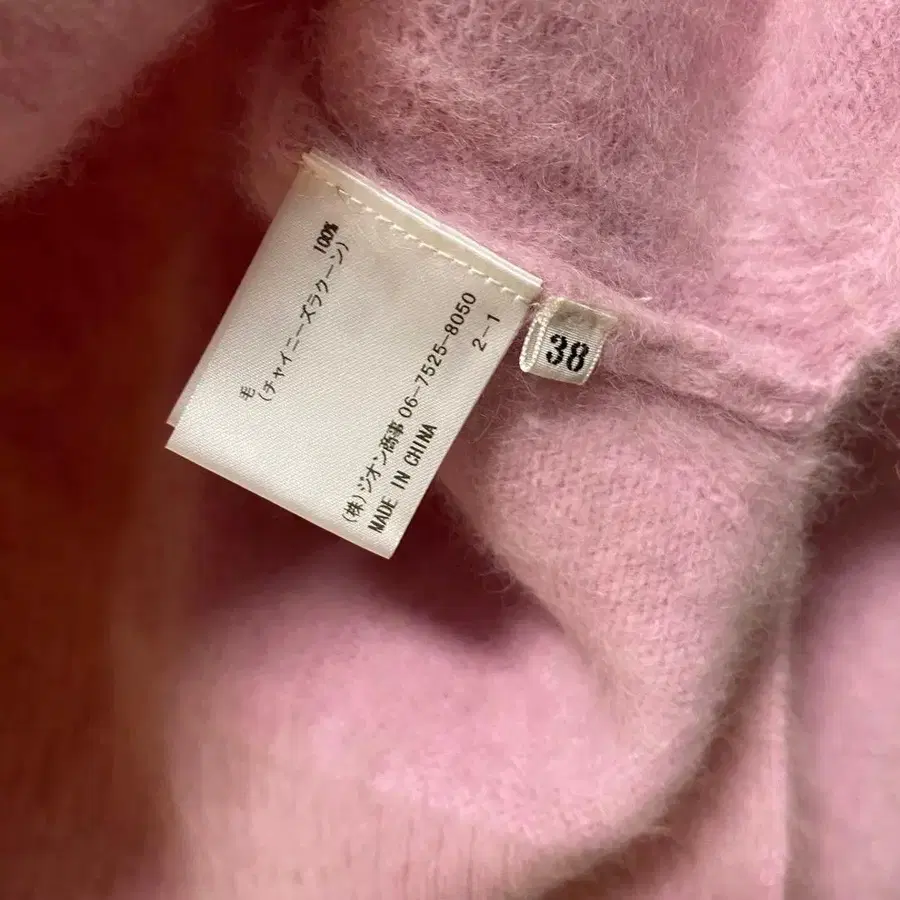 毛 100%
(チャイニーズラクーン)
(株)ジオン商事 06-7525-8050
MADE IN CHINA 2-1
38